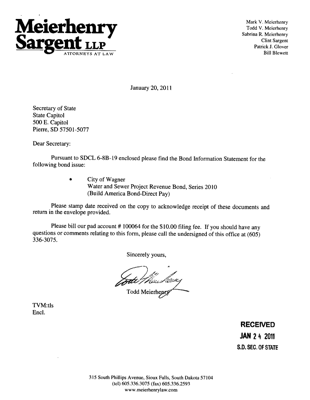 Meierhenry
Sargent LLP
ATTORNEYS AT LAW
Mark V. Meierhenry
Todd V. Meierhenry
Sabrina R. Meierhenry
Clint Sargent
Patrick J. Glover
Bill Blewett
January 20, 2011
Secretary of State
State Capitol
500 E. Capitol
Pierre, SD 57501-5077
Dear Secretary:
Pursuant to SDCL 6-8B-19 enclosed please find the Bond Information Statement for the
following bond issue:
• City of Wagner
Water and Sewer Project Revenue Bond, Series 2010
(Build America Bond-Direct Pay)
Please stamp date received on the copy to acknowledge receipt of these documents and
return in the envelope provided.
Please bill our pad account # 100064 for the $10.00 filing fee. If you should have any
questions or comments relating to this form, please call the undersigned of this office at (605)
336-3075.
Sincerely yours,
Todd Meierhenry
Todd Meierhenry
TVM:tls
Encl.
RECEIVED
JAN 24 2011
S.D. SEC. OF STATE
315 South Phillips Avenue, Sioux Falls, South Dakota 57104
(tel) 605.336.3075 (fax) 605.336.2593
www.meierhenrylaw.com